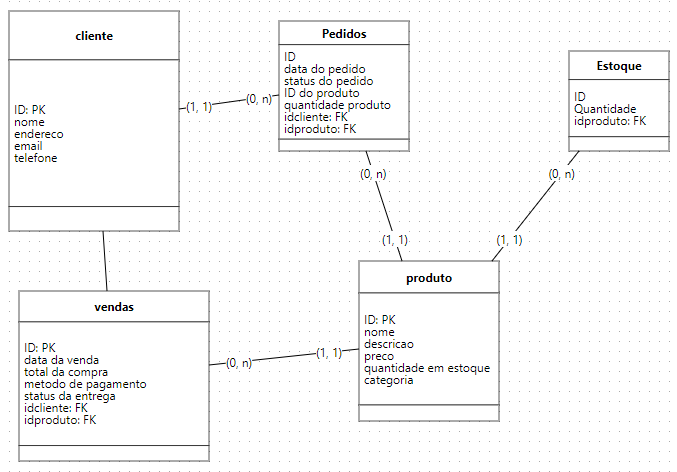 cliente
ID: PK
nome
endereco
email
telefone
(1, 1)
(0, n)
Pedidos
ID
data do pedido
status do pedido
ID do produto
quantidade produto
idcliente: FK
idproduto: FK
Estoque
ID
Quantidade
idproduto: FK
(0, n)
(0, n)
(1, 1)
(1, 1)
vendas
ID: PK
data da venda
total da compra
metodo de pagamento
status da entrega
idcliente: FK
idproduto: FK
(0, n)
(1, 1)
produto
ID: PK
nome
descricao
preco
quantidade em estoque
categoria